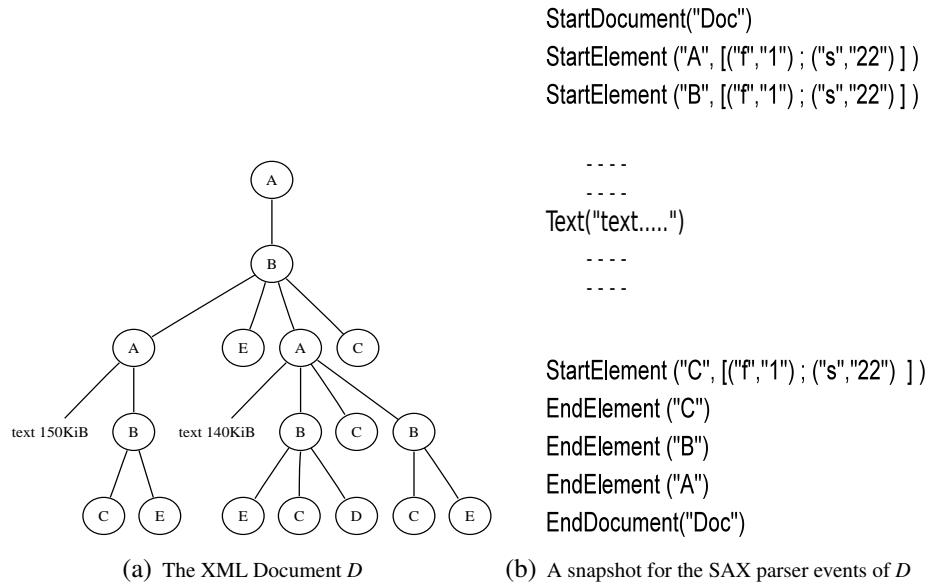 StartDocument("Doc")
StartElement ("A", [("f","1") ; ("s","22") ] )
StartElement ("B", [("f","1") ; ("s","22") ] )
- - - -
- - - -
Text("text.....")
- - - -
- - - -
StartElement ("C", [("f","1") ; ("s","22")  ] )
EndElement ("C")
EndElement ("B")
EndElement ("A")
EndDocument("Doc")
A
B
A E A C
text 150KiB B text 140KiB B C B
C E E C D C E
(a) The XML Document D
(b) A snapshot for the SAX parser events of D